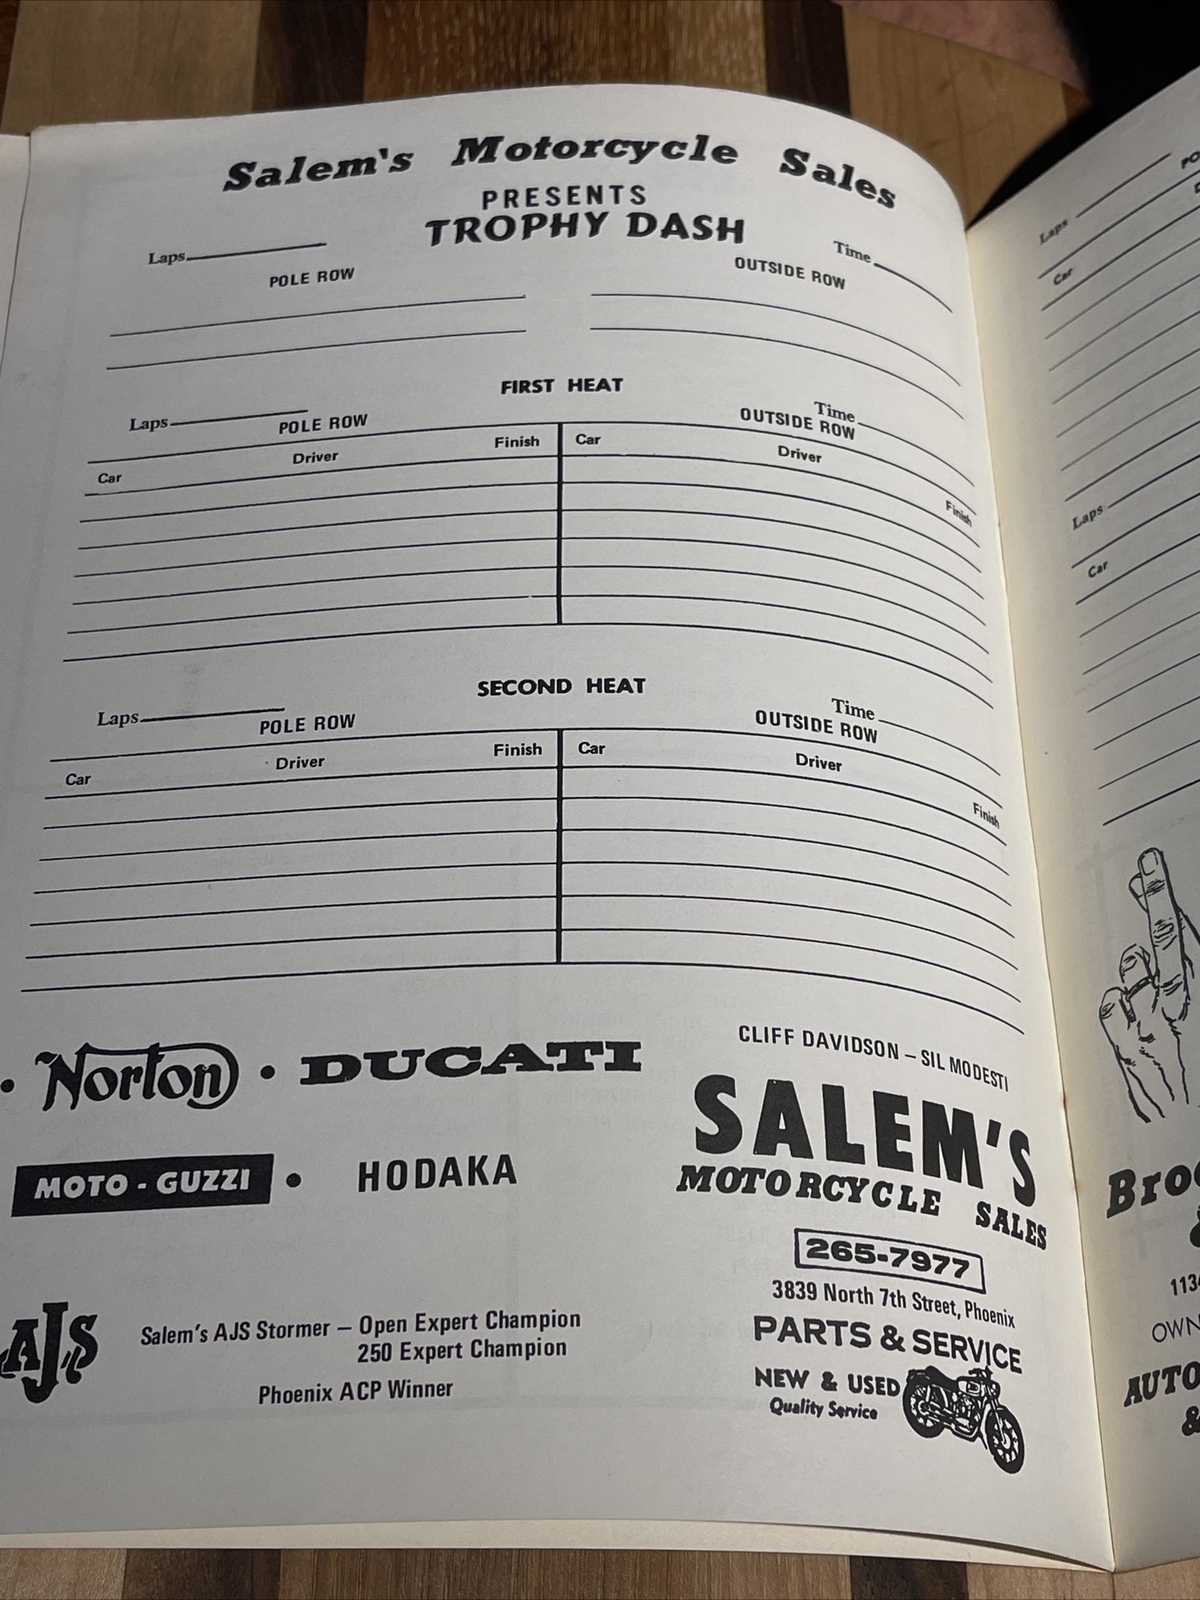 Salem's Motorcycle Sales
PRESENTS
TROPHY DASH
Laps
Time
POLE ROW
OUTSIDE ROW
FIRST HEAT
Laps
POLE ROW
Time
OUTSIDE ROW
Car
Driver
Finish
Car
Driver
Finish
SECOND HEAT
Laps
POLE ROW
Time
OUTSIDE ROW
Car
Driver
Finish
Car
Driver
Finish
• Norton • DUCATI
MOTO - GUZZI • HODAKA
AJS
Salem's AJS Stormer – Open Expert Champion
250 Expert Champion
Phoenix ACP Winner
CLIFF DAVIDSON – SIL MODESTI
SALEM'S
MOTORCYCLE SALES
265-7977
3839 North 7th Street, Phoenix
PARTS & SERVICE
NEW & USED
Quality Service
Laps
Car
Laps
Car
AUTO
&